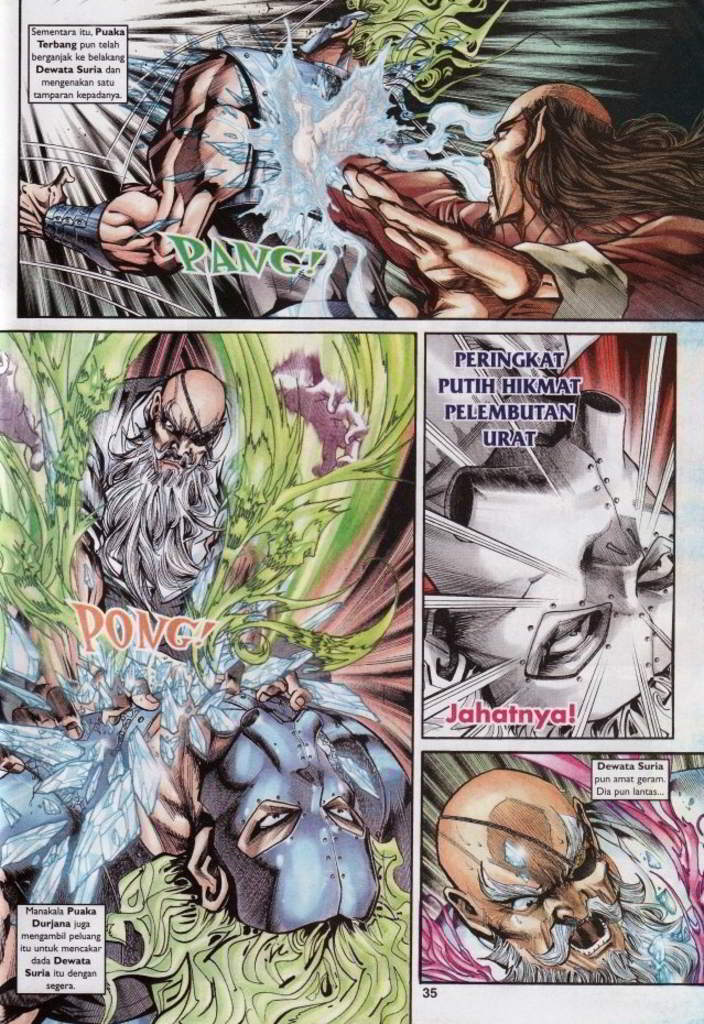 Sementara itu, Puaka
Terbang pun telah
berganjak ke belakang
Dewata Suria dan
mengenakan satu
tamparan kepadanya.
PANG!
PERINGKAT
PUTIH HIKMAT
PELEMBUTAN
URAT
PONG!
Jahatnya!
Dewata Suria
pun amat geram.
Dia pun lantas...
Manakala Puaka
Durjana juga
mengambil peluang
itu untuk mencakar
dada Dewata
Suria itu dengan
segera.
35